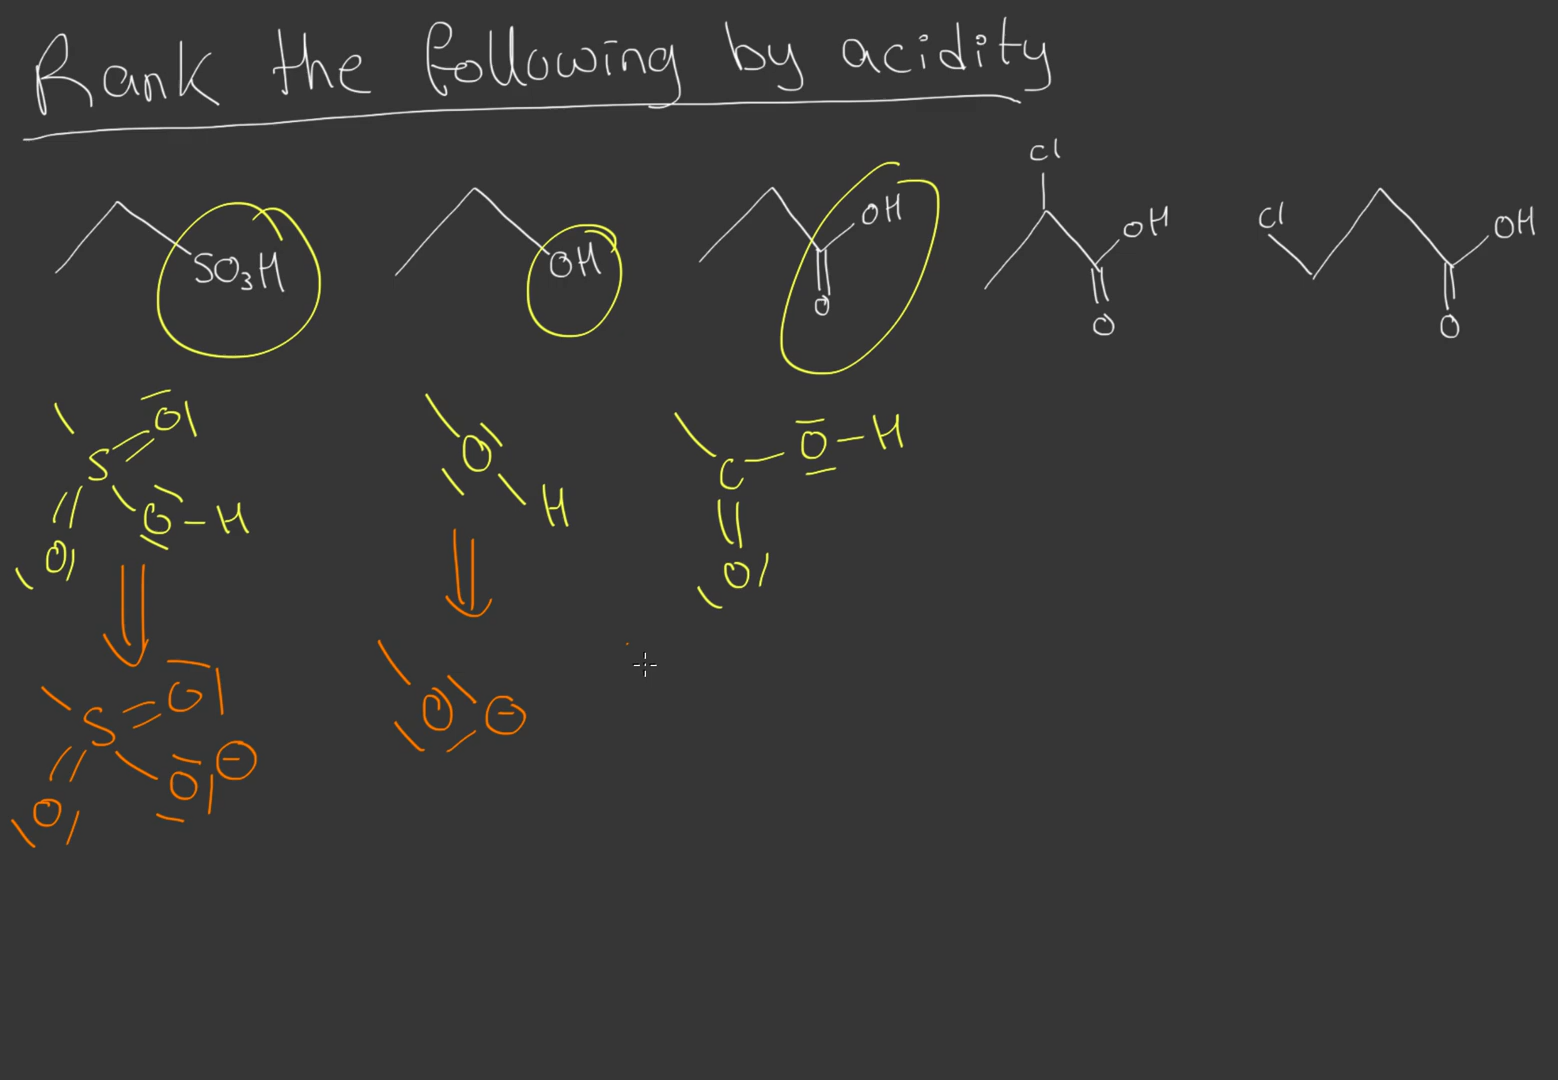 Rank the following by acidity
SO₃H
OH
OH
O
Cl
OH
O
Cl
OH
O
S
O
O
O-H
O
H
C
O-H
O
S
O
O
O ⊖
O ⊖